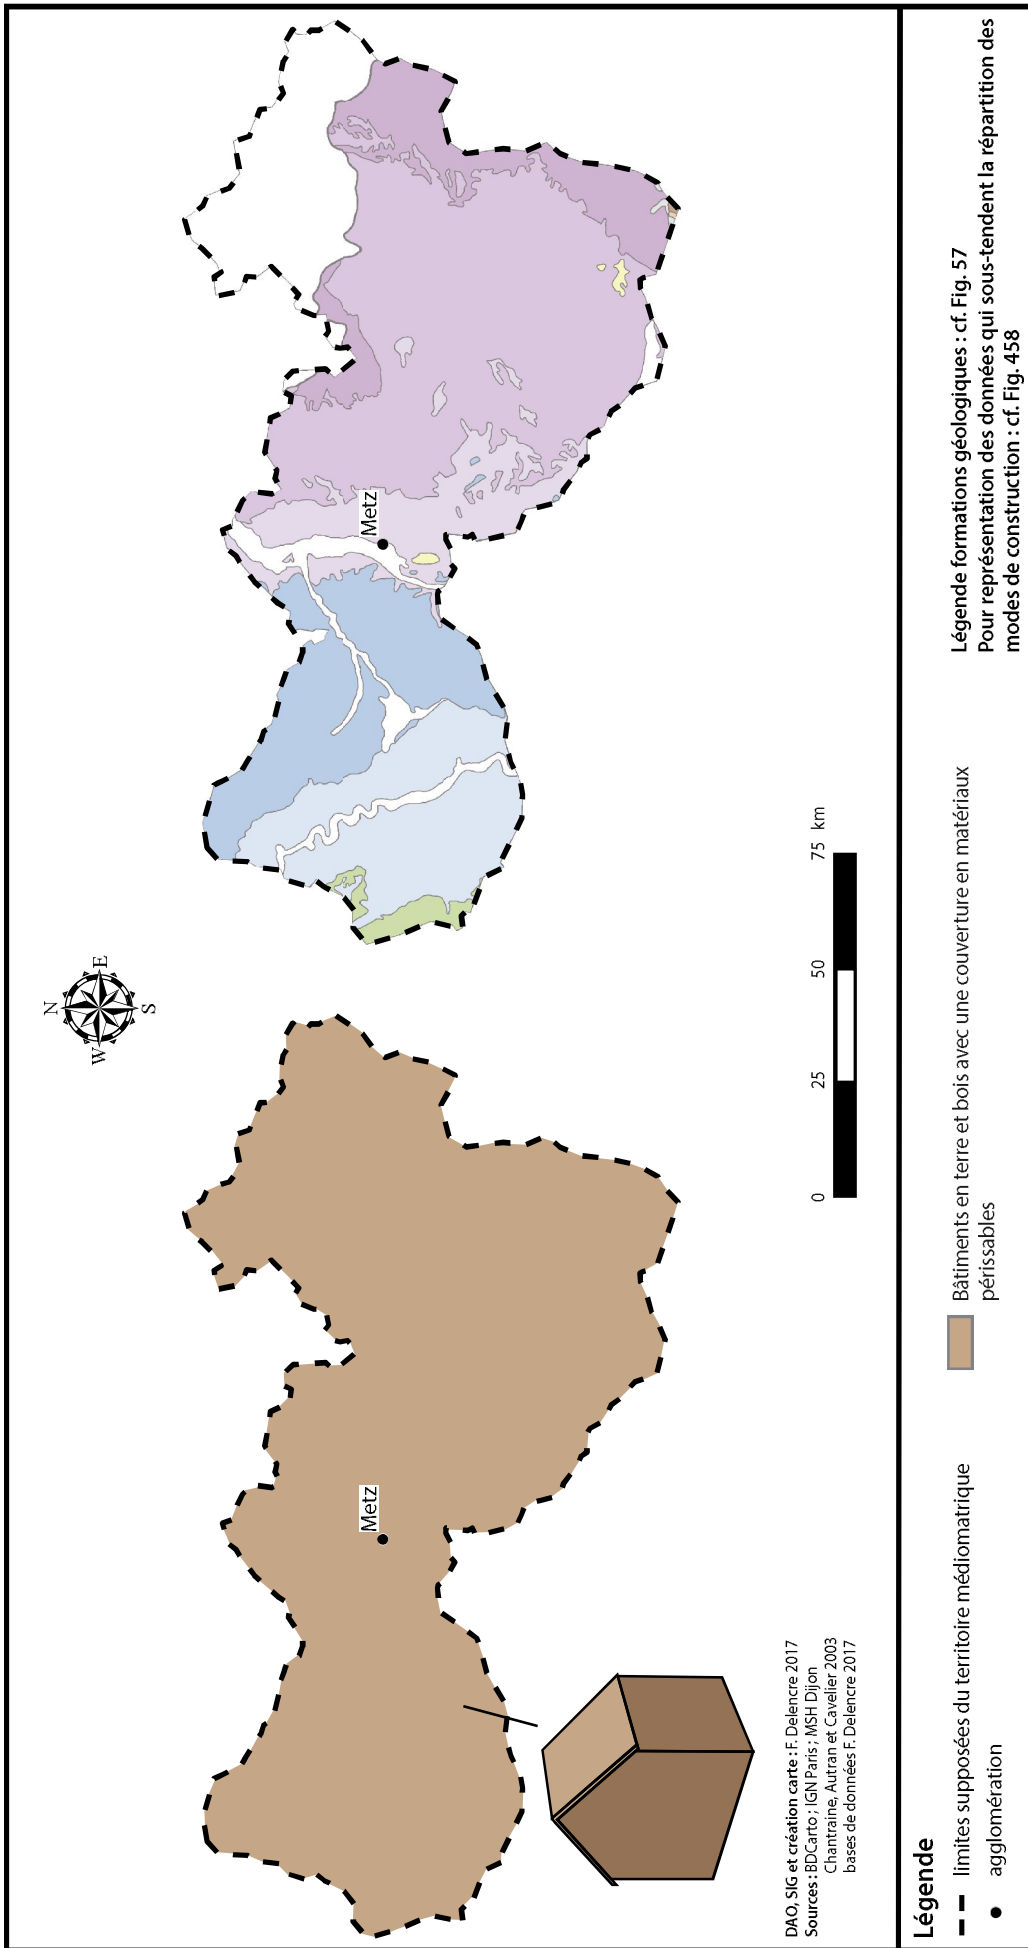 N
W E
S
Metz
Metz
0 25 50 75 km
DAO, SIG et création carte : F. Delencre 2017
Sources : BDCarto ; IGN Paris ; MSH Dijon
Chantraine, Autran et Cavelier 2003
bases de données F. Delencre 2017
Légende
limites supposées du territoire médiomatrique
agglomération
Bâtiments en terre et bois avec une couverture en matériaux
périssables
Légende formations géologiques : cf. Fig. 57
Pour représentation des données qui sous-tendent la répartition des
modes de construction : cf. Fig. 458